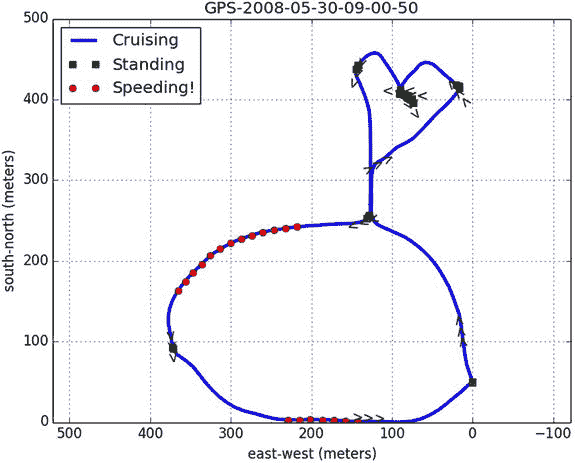 GPS-2008-05-30-09-00-50
Cruising
Standing
Speeding!
south-north (meters)
500
400
300
200
100
0
500 400 300 200 100 0 −100
east-west (meters)